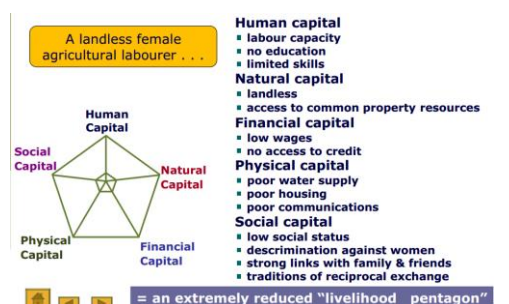 A landless female
agricultural labourer . . .
Human capital
▪ labour capacity
▪ no education
▪ limited skills
Natural capital
▪ landless
▪ access to common property resources
Financial capital
▪ low wages
▪ no access to credit
Physical capital
▪ poor water supply
▪ poor housing
▪ poor communications
Social capital
▪ low social status
▪ descrimination against women
▪ strong links with family & friends
▪ traditions of reciprocal exchange
Human
Capital
Social
Capital
Natural
Capital
Physical
Capital
Financial
Capital
= an extremely reduced “livelihood pentagon”